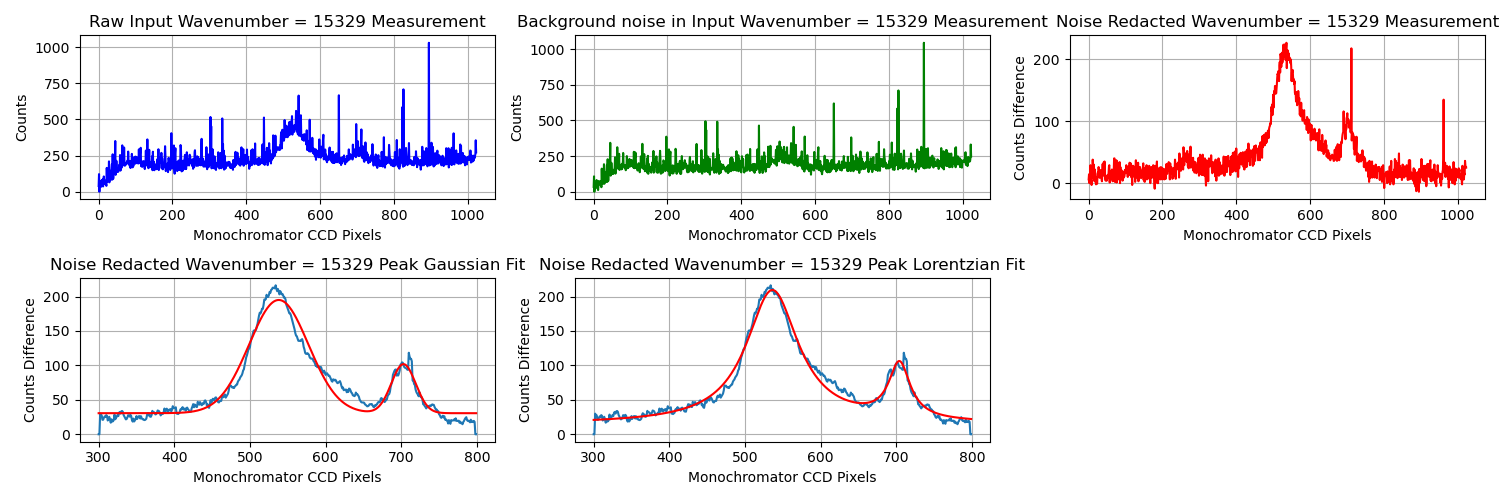 Raw Input Wavenumber = 15329 Measurement
Counts
1000
750
500
250
0
0 200 400 600 800 1000
Monochromator CCD Pixels
Background noise in Input Wavenumber = 15329 Measurement
Counts
1000
750
500
250
0
0 200 400 600 800 1000
Monochromator CCD Pixels
Noise Redacted Wavenumber = 15329 Measurement
Counts Difference
200
100
0
0 200 400 600 800 1000
Monochromator CCD Pixels
Noise Redacted Wavenumber = 15329 Peak Gaussian Fit
Counts Difference
200
150
100
50
0
300 400 500 600 700 800
Monochromator CCD Pixels
Noise Redacted Wavenumber = 15329 Peak Lorentzian Fit
Counts Difference
200
150
100
50
0
300 400 500 600 700 800
Monochromator CCD Pixels